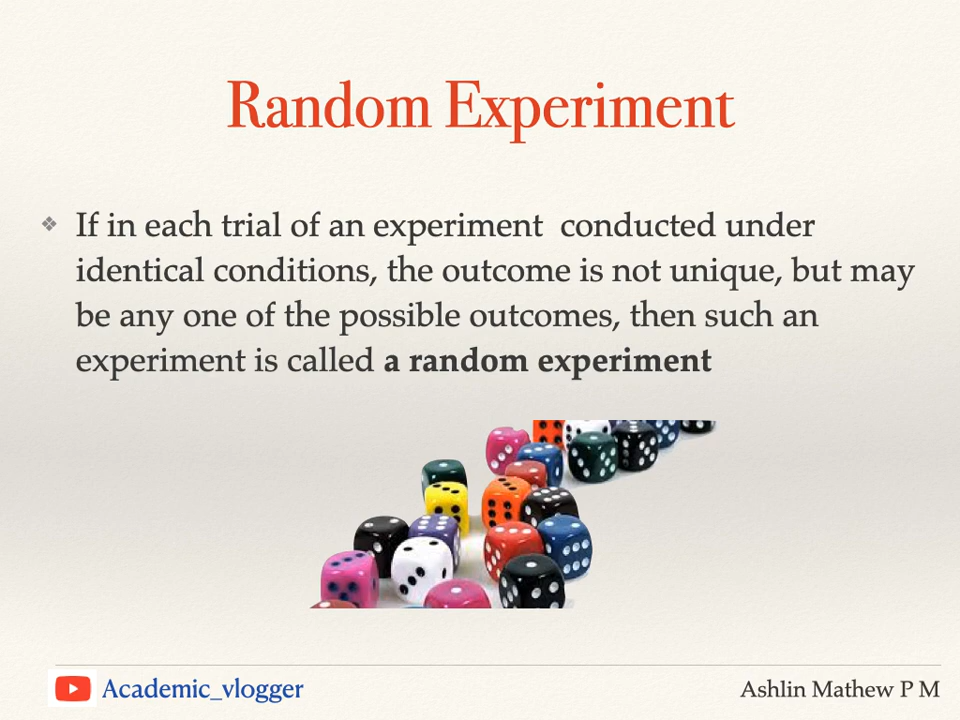 Random Experiment
If in each trial of an experiment conducted under
identical conditions, the outcome is not unique, but may
be any one of the possible outcomes, then such an
experiment is called a random experiment
Academic_vlogger
Ashlin Mathew P M